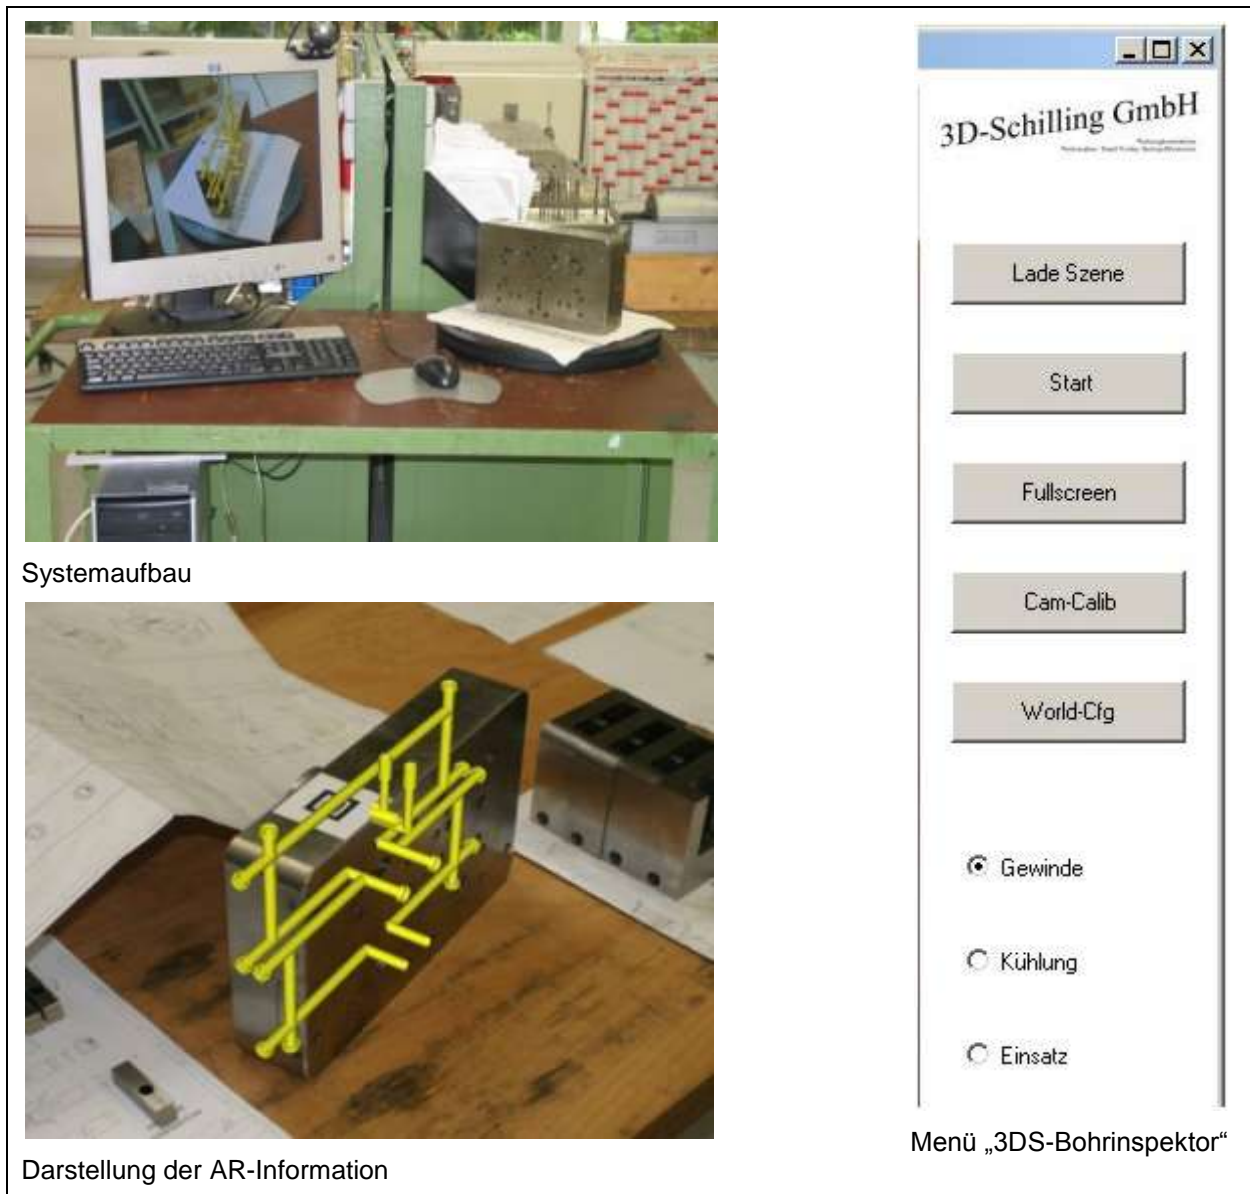 Systemaufbau
Darstellung der AR-Information
3D-Schilling GmbH
Lade Szene
Start
Fullscreen
Cam-Calib
World-Cfg
Gewinde
Kühlung
Einsatz
Menü „3DS-Bohrinspektor“